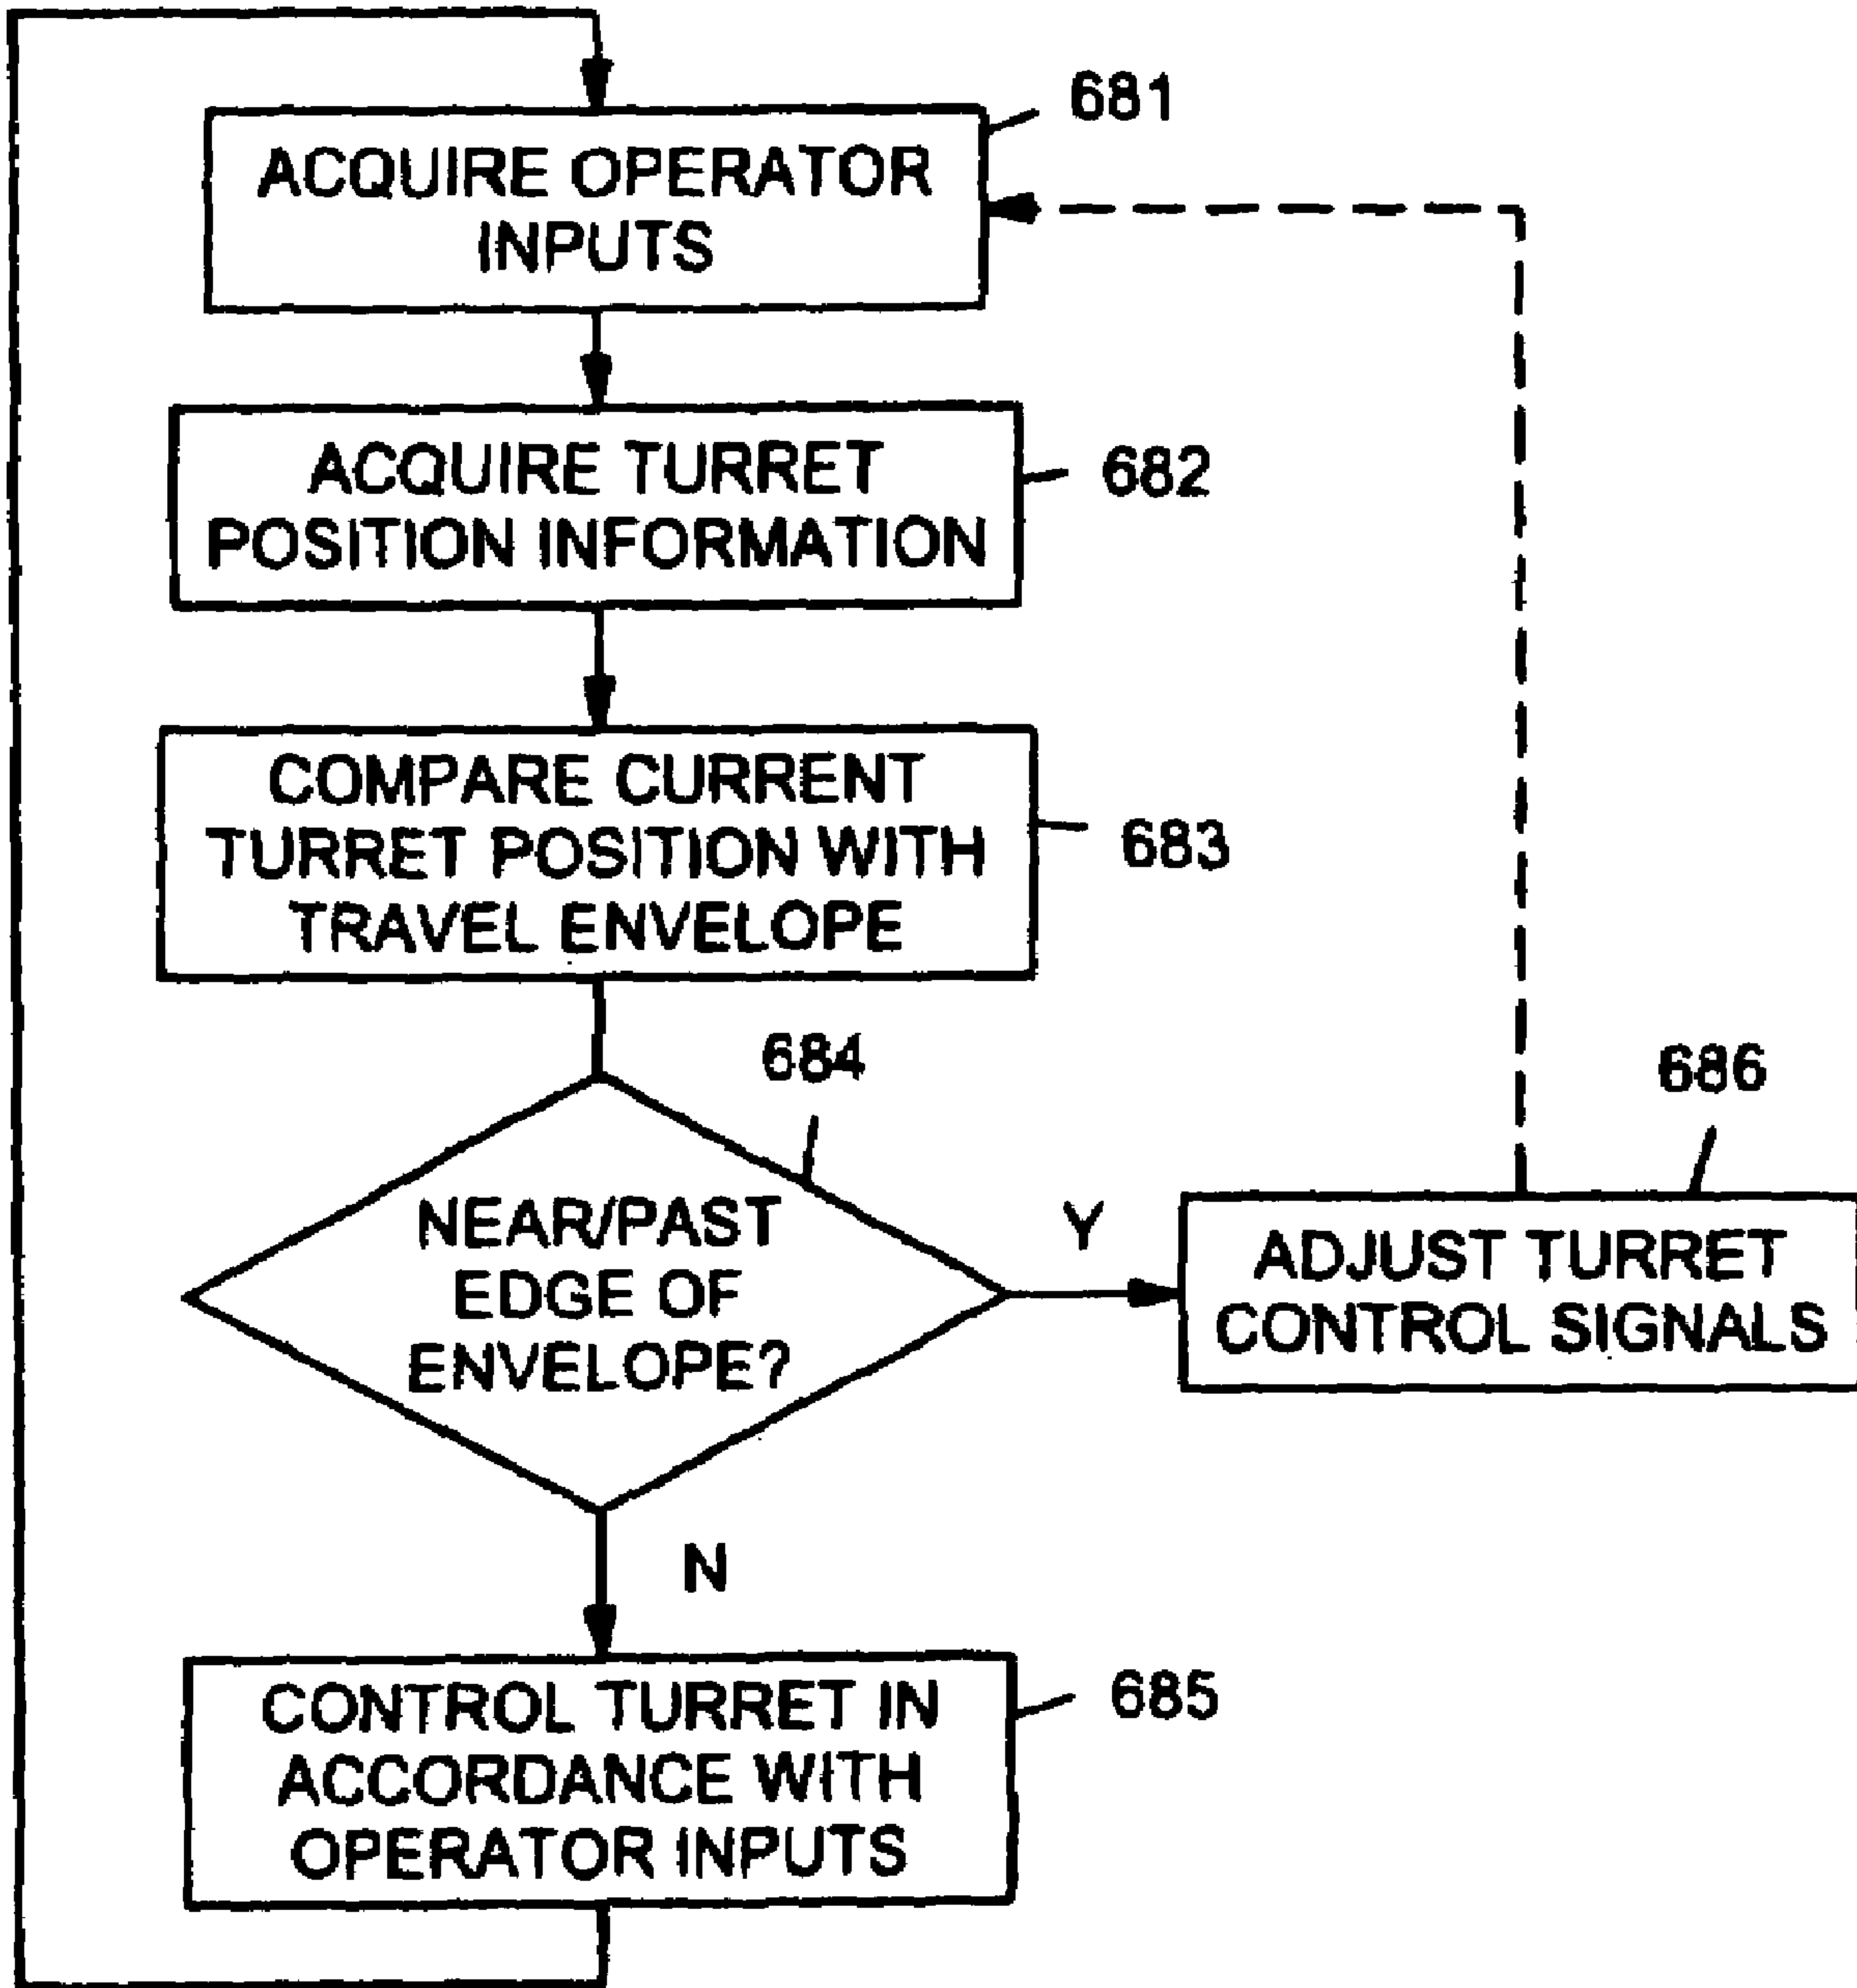 681
ACQUIRE OPERATOR
INPUTS
ACQUIRE TURRET
POSITION INFORMATION
682
COMPARE CURRENT
TURRET POSITION WITH
TRAVEL ENVELOPE
683
684
NEAR/PAST
EDGE OF
ENVELOPE?
Y
686
ADJUST TURRET
CONTROL SIGNALS
N
CONTROL TURRET IN
ACCORDANCE WITH
OPERATOR INPUTS
685